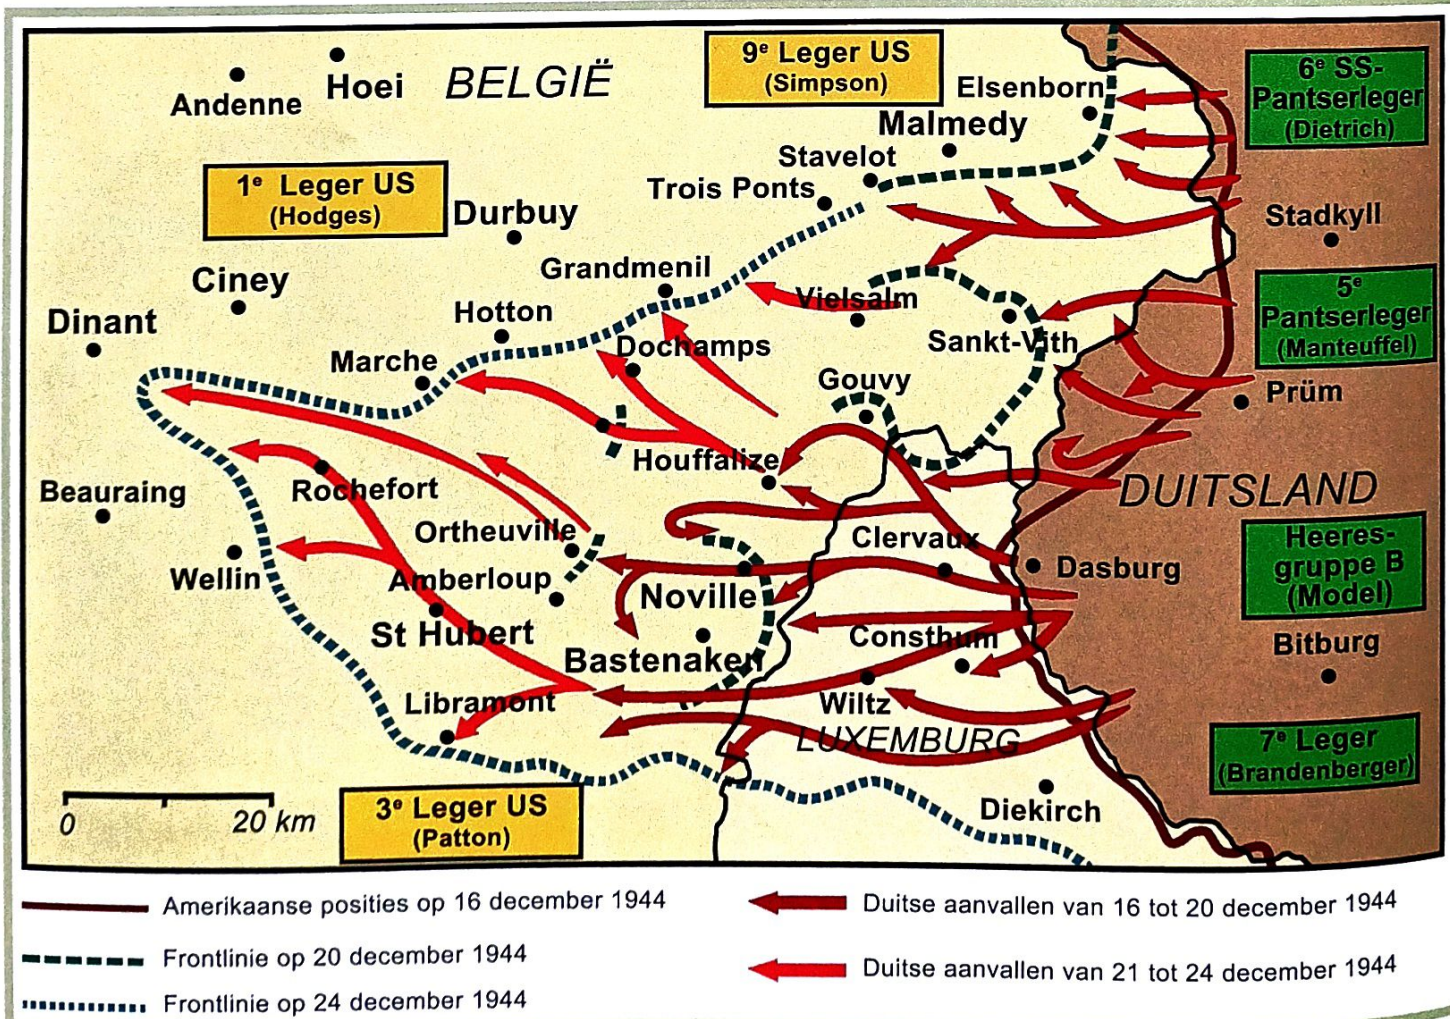 Hoei
BELGIË
Andenne
9e Leger US
(Simpson)
Elsenborn
6e SS-
Pantserleger
(Dietrich)
Malmedy
Stavelot
Trois Ponts
1e Leger US
(Hodges)
Durbuy
Stadkyll
Grandmenil
Ciney
Vielsalm
5e
Pantserleger
(Manteuffel)
Dinant
Hotton
Sankt-Vith
Marche
Dochamps
Gouvy
Prüm
Houffalize
Beauraing
Rochefort
DUITSLAND
Ortheuville
Clervaux
Heeres-
gruppe B
(Model)
Wellin
Amberloup
Noville
Dasburg
St Hubert
Consthum
Bitburg
Bastenaken
Libramont
Wiltz
LUXEMBURG
7e Leger
(Brandenberger)
Diekirch
0
20 km
3e Leger US
(Patton)
Amerikaanse posities op 16 december 1944
Frontlinie op 20 december 1944
Frontlinie op 24 december 1944
Duitse aanvallen van 16 tot 20 december 1944
Duitse aanvallen van 21 tot 24 december 1944